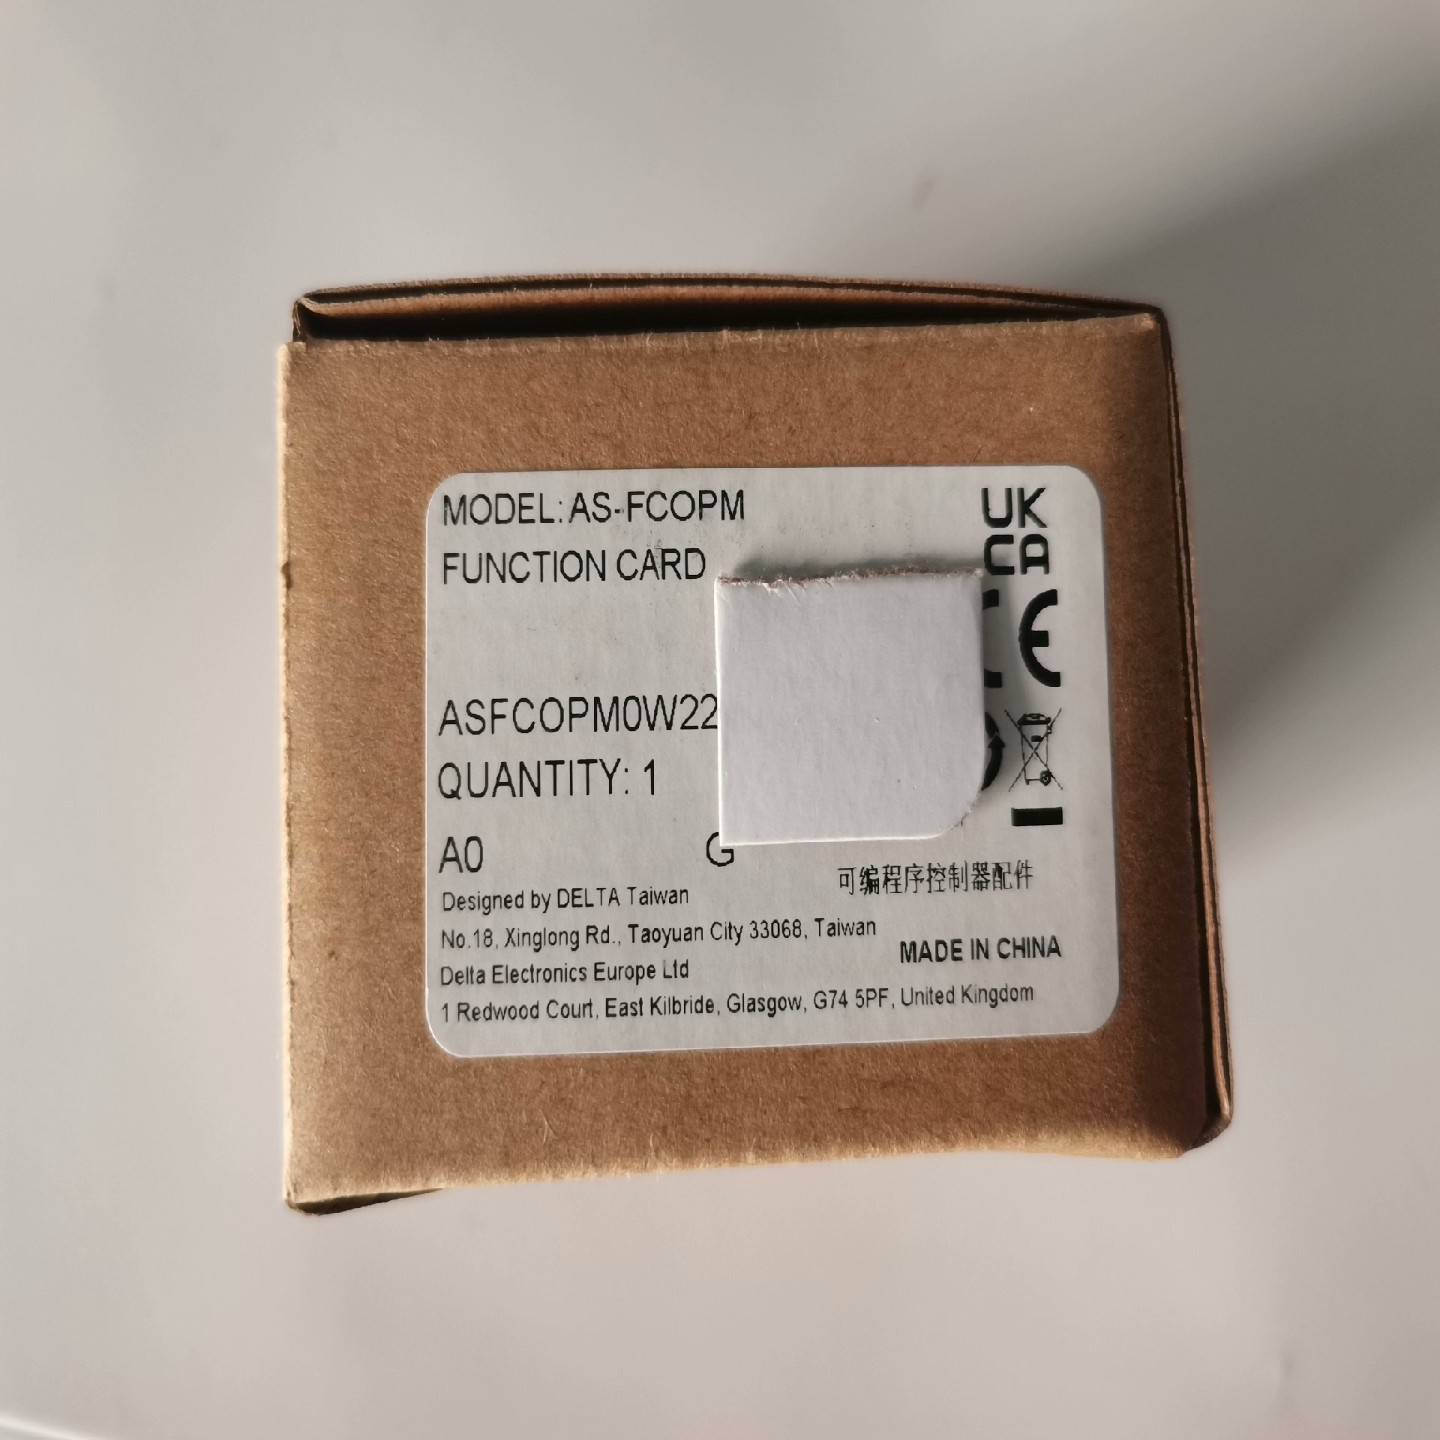 MODEL: AS-FCOPM
FUNCTION CARD
UK
CA
CE
ASFCOPM0W22
QUANTITY: 1
A0
G
可编程序控制器配件
Designed by DELTA Taiwan
No.18, Xinglong Rd., Taoyuan City 33068, Taiwan
MADE IN CHINA
Delta Electronics Europe Ltd
1 Redwood Court, East Kilbride, Glasgow, G74 5PF, United Kingdom